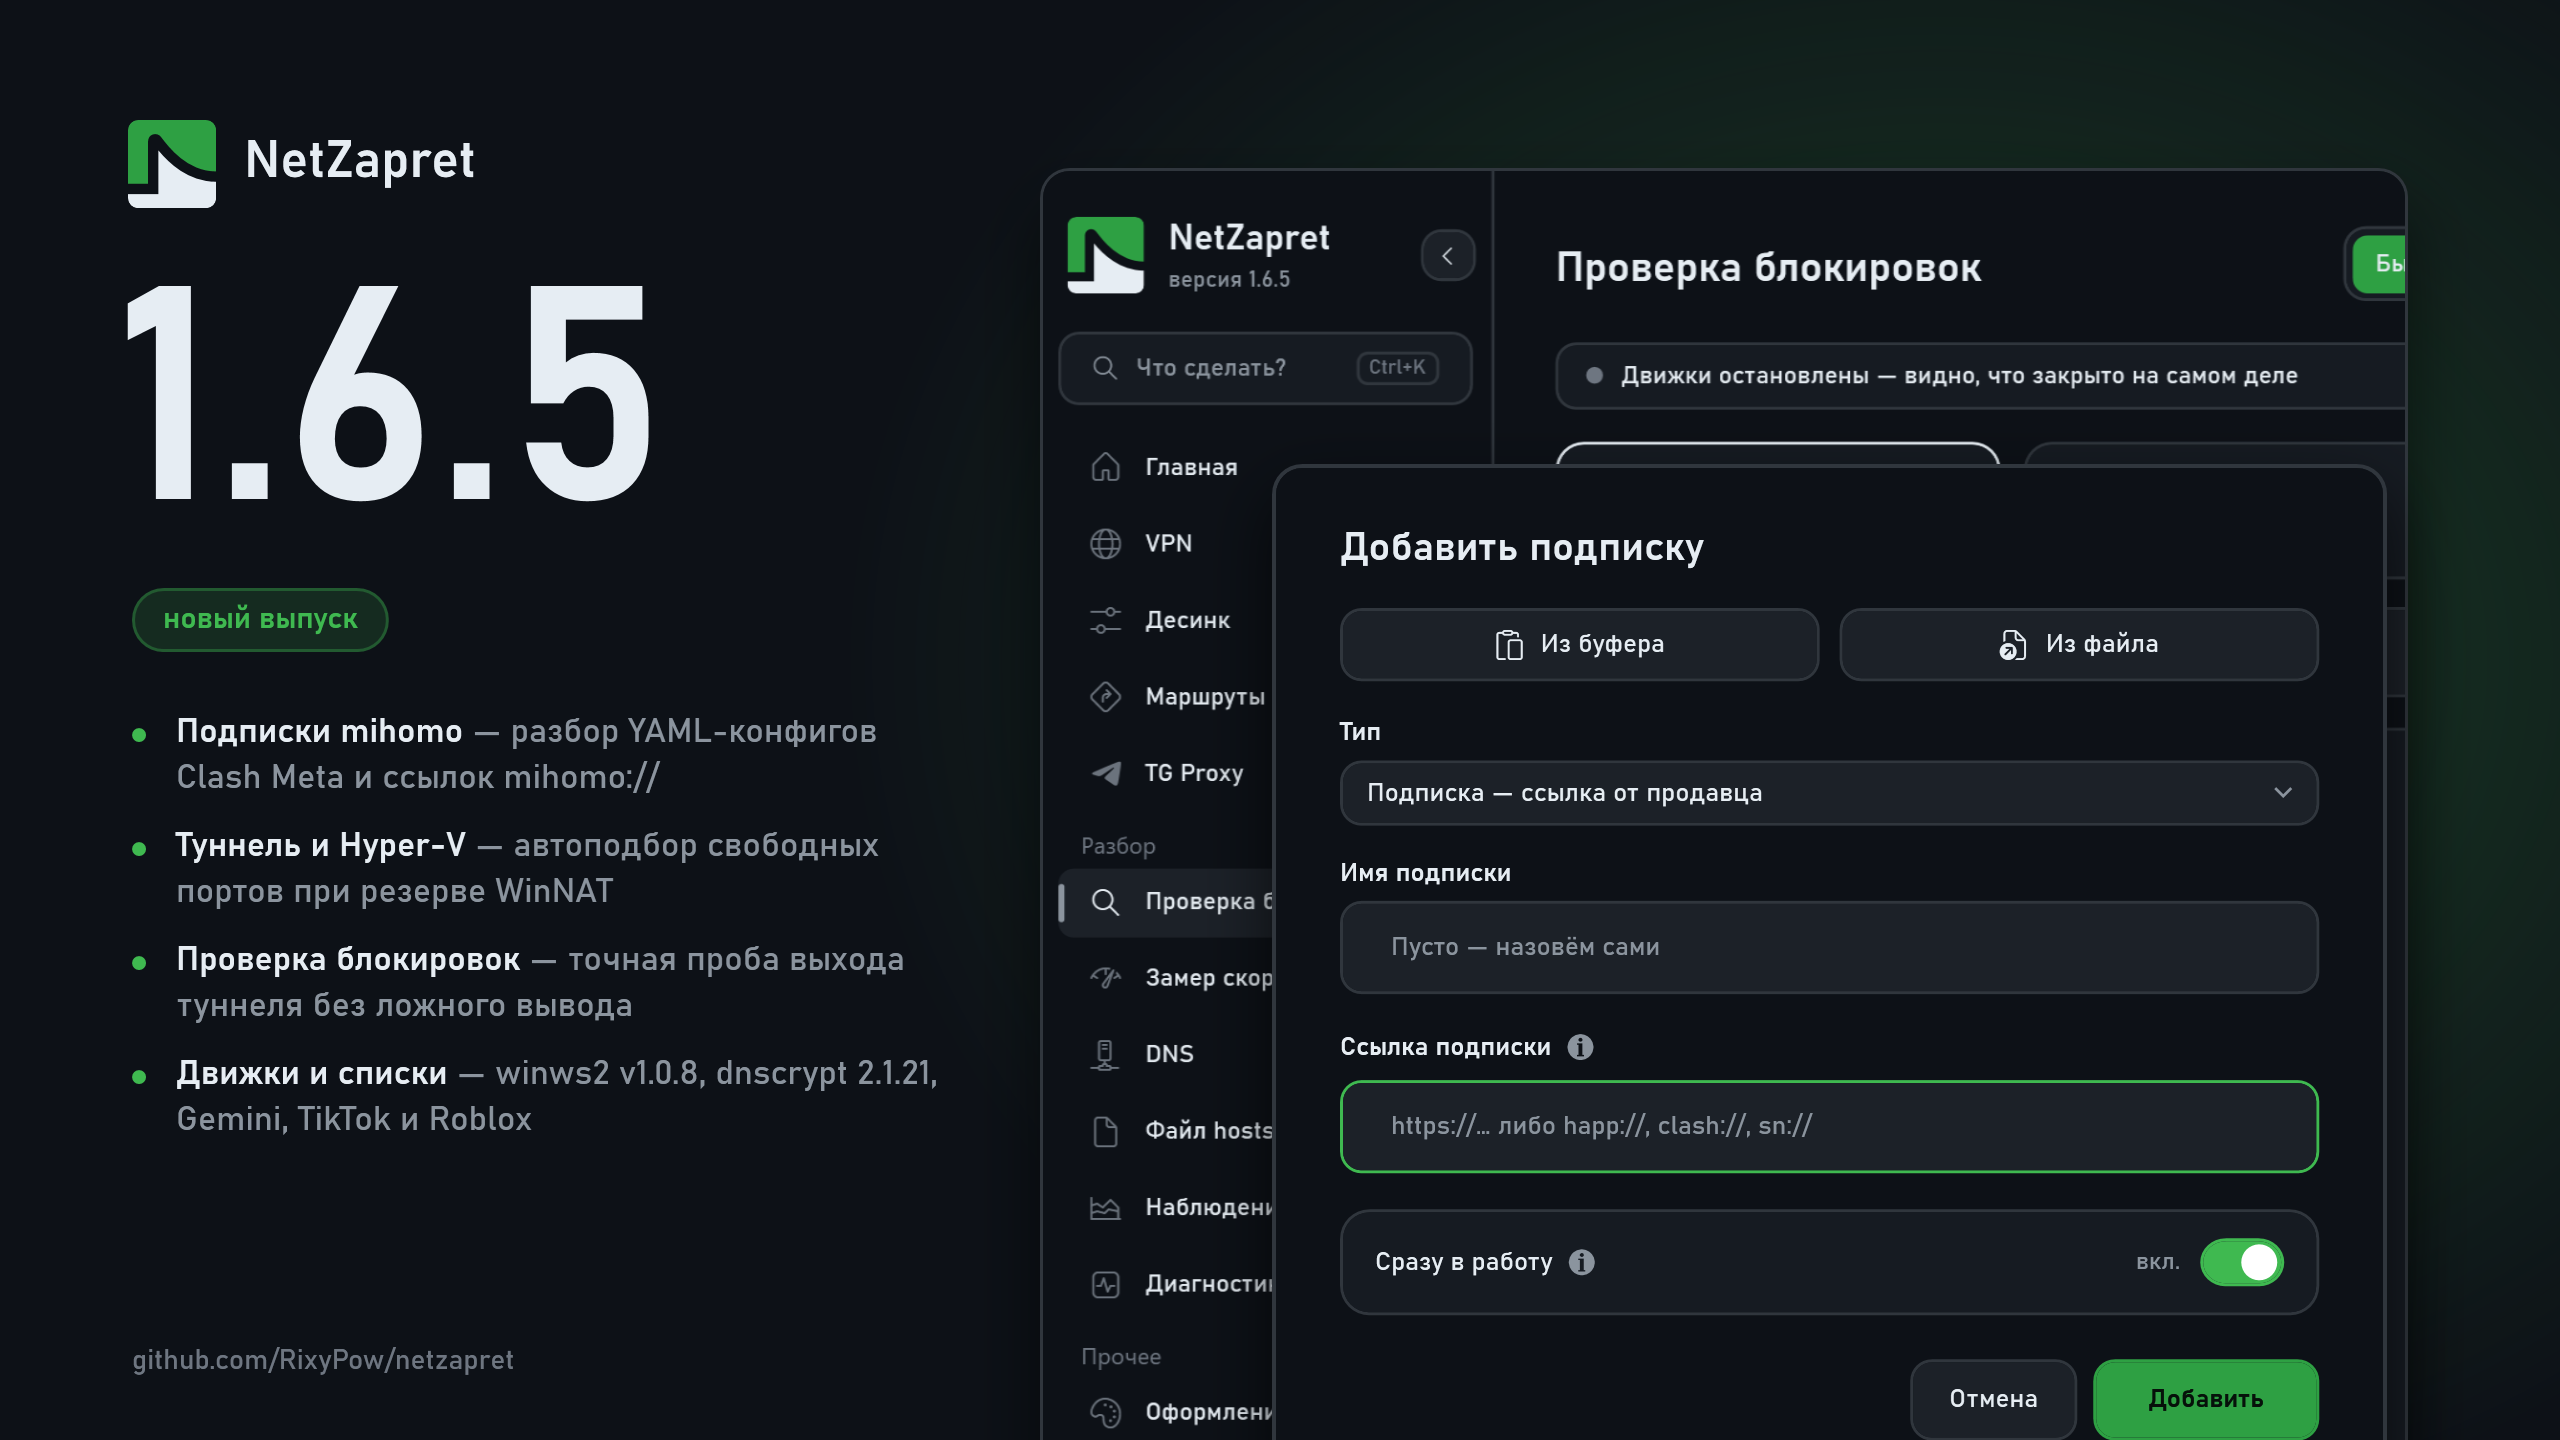 NetZapret
1.6.5
новый выпуск
Подписки mihomo — разбор YAML-конфигов
Clash Meta и ссылок mihomo://
Туннель и Hyper-V — автоподбор свободных
портов при резерве WinNAT
Проверка блокировок — точная проба выхода
туннеля без ложного вывода
Движки и списки — winws2 v1.0.8, dnscrypt 2.1.21,
Gemini, TikTok и Roblox
github.com/RixyPow/netzapret
NetZapret
версия 1.6.5
Что сделать?
Ctrl+K
Главная
VPN
Десинк
Маршруты
TG Proxy
Разбор
Проверка
Замер
DNS
Файл hosts
Прочее
Проверка блокировок
Движки остановлены — видно, что закрыто на самом деле
Добавить подписку
Из буфера
Из файла
Тип
Подписка — ссылка от продавца
Имя подписки
Пусто — назовём сами
Ссылка подписки
https://… либо happ://, clash://, sn://
Сразу в работу
вкл.
Отмена
Добавить